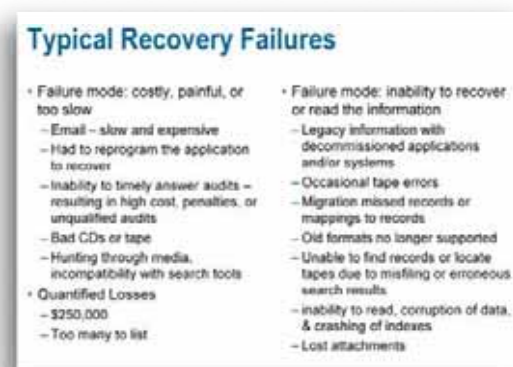 Typical Recovery Failures
• Failure mode: costly, painful, or
too slow
– Email – slow and expensive
– Had to reprogram the application
to recover
– Inability to timely answer audits –
resulting in high cost, penalties, or
unqualified audits
– Bad CDs or tape
– Hunting through media,
incompatibility with search tools
• Quantified Losses
– $250,000
– Too many to list
• Failure mode: inability to recover
or read the information
– Legacy information with
decommissioned applications
and/or systems
– Occasional tape errors
– Migration missed records or
mappings to records
– Old formats no longer supported
– Unable to find records or locate
tapes due to misfiling or erroneous
search results
– inability to read, corruption of data,
& crashing of indexes
– Lost attachments